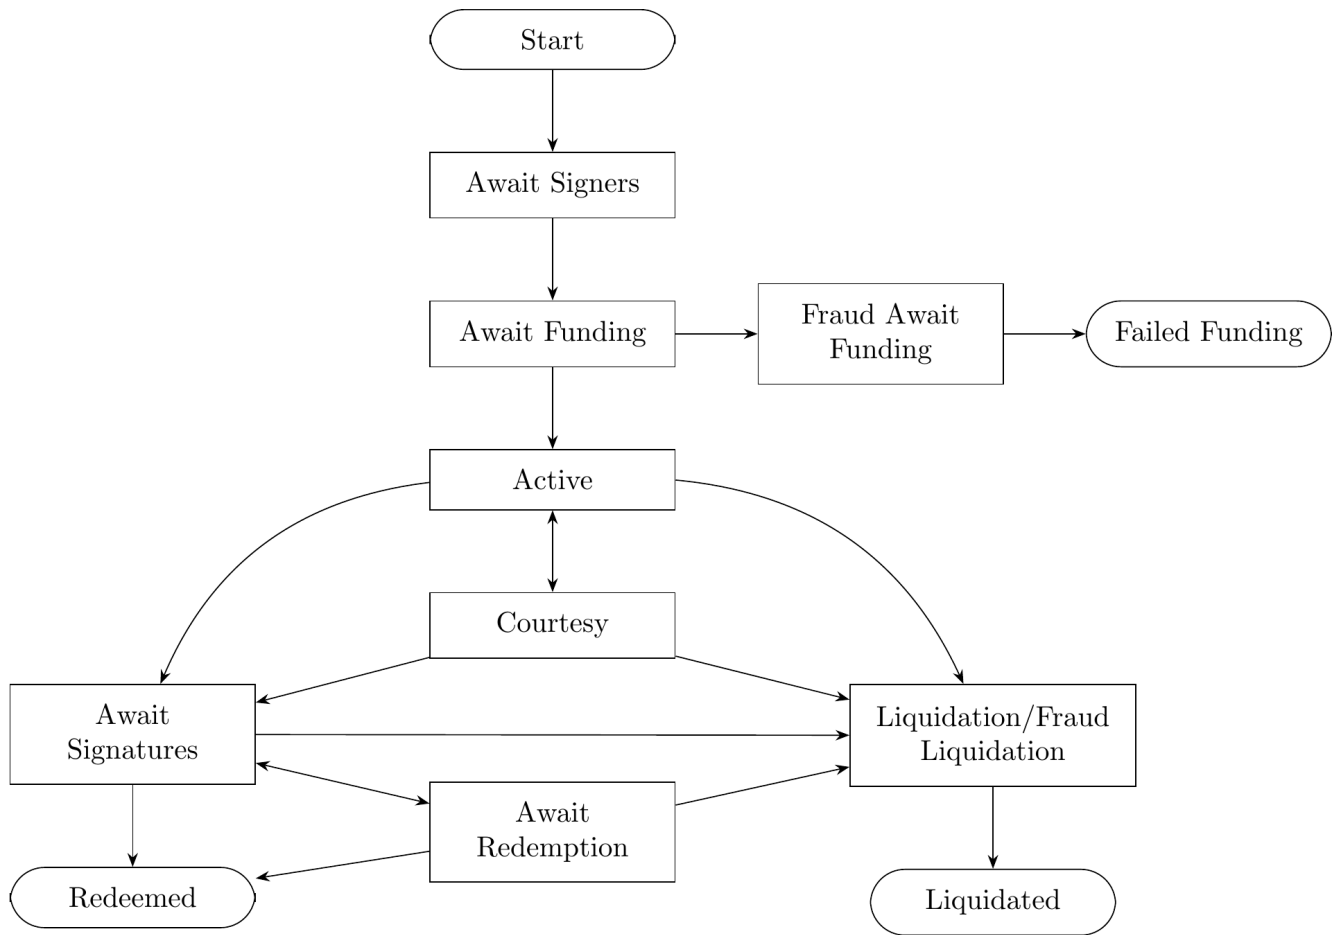 Start
Await Signers
Await Funding
Fraud Await
Funding
Failed Funding
Active
Courtesy
Await
Signatures
Liquidation/Fraud
Liquidation
Await
Redemption
Redeemed
Liquidated